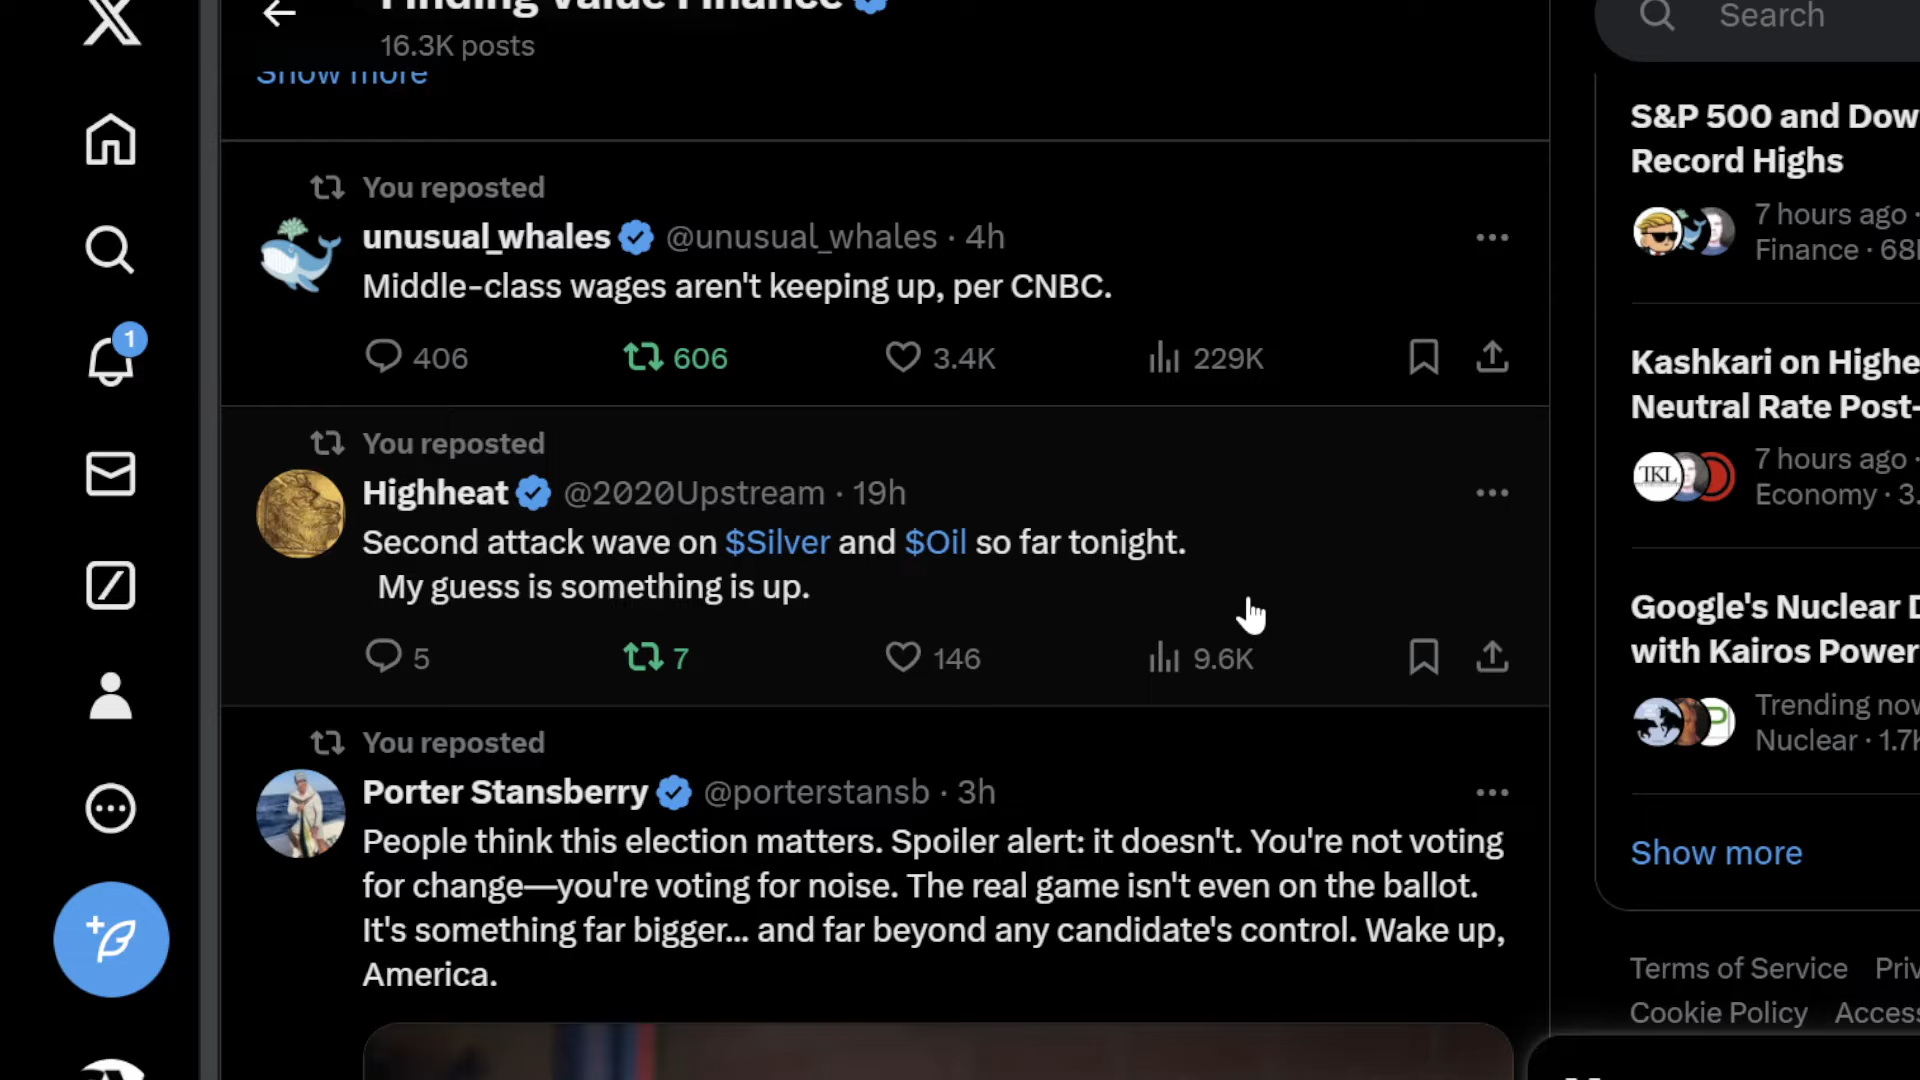 Finding Value Finance
16.3K posts
Show more
You reposted
unusual_whales @unusual_whales · 4h
Middle-class wages aren't keeping up, per CNBC.
406 606 3.4K 229K
You reposted
Highheat @2020Upstream · 19h
Second attack wave on $Silver and $Oil so far tonight.
My guess is something is up.
5 7 146 9.6K
You reposted
Porter Stansberry @porterstansb · 3h
People think this election matters. Spoiler alert: it doesn't. You're not voting
for change—you're voting for noise. The real game isn't even on the ballot.
It's something far bigger... and far beyond any candidate's control. Wake up,
America.
1
Search
S&P 500 and Dow
Record Highs
7 hours ago ·
Finance · 68
Kashkari on Highe
Neutral Rate Post-
TKL
7 hours ago ·
Economy · 3.
Google's Nuclear D
with Kairos Power
Trending now
Nuclear · 1.7K
Show more
Terms of Service Priv
Cookie Policy Access